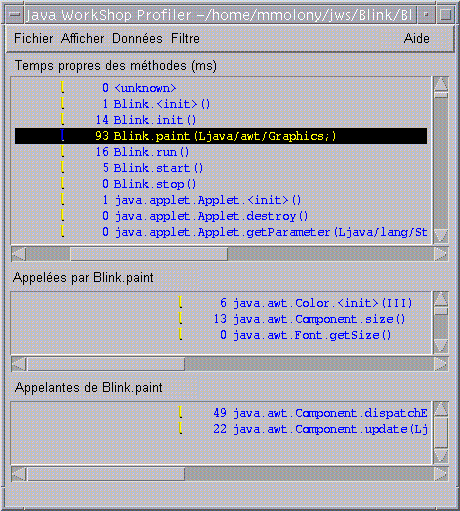 Java WorkShop Profiler –/home/mmolony/jws/Blink/Bl
Fichier Afficher Données Filtre Aide
Temps propres des méthodes (ms)
0 <unknown>
1 Blink.<init>()
14 Blink.init()
93 Blink.paint(Ljava/awt/Graphics;)
16 Blink.run()
5 Blink.start()
0 Blink.stop()
1 java.applet.Applet.<init>()
0 java.applet.Applet.destroy()
0 java.applet.Applet.getParameter(Ljava/lang/St
Appelées par Blink.paint
6 java.awt.Color.<init>(III)
13 java.awt.Component.size()
0 java.awt.Font.getSize()
Appelantes de Blink.paint
49 java.awt.Component.dispatchE
22 java.awt.Component.update(Lj